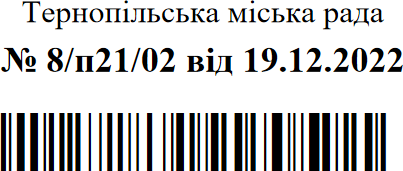 Тернопільська міська рада
№ 8/п21/02 від 19.12.2022